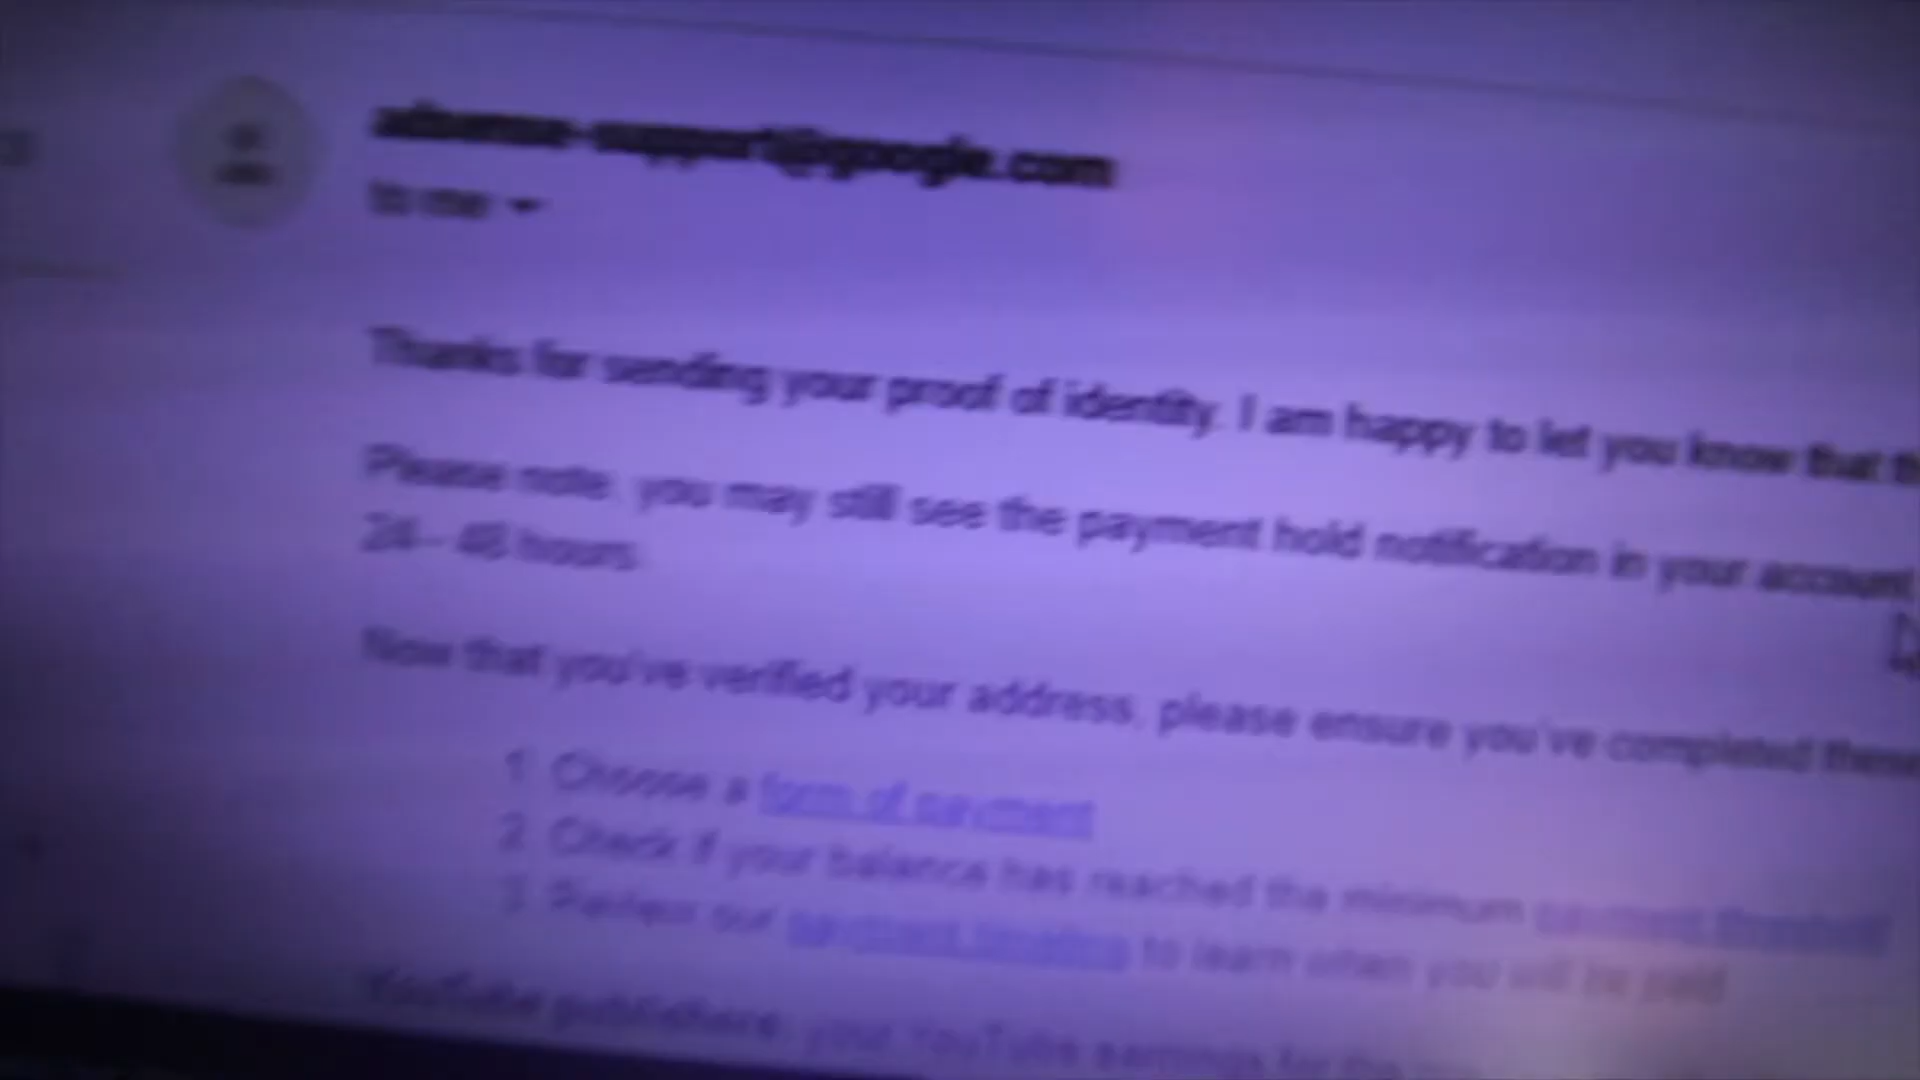 adsense-support@google.com
to me
Thanks for sending your proof of identity. I am happy to let you know that
Please note, you may still see the payment hold notification in your account
24 - 48 hours.
Now that you've verified your address, please ensure you've completed these
1. Choose a form of payment
2. Check if your balance has reached the minimum payment threshold
3. Review our payment timeline to learn when you will be paid
YouTube publishers: your YouTube earnings for the